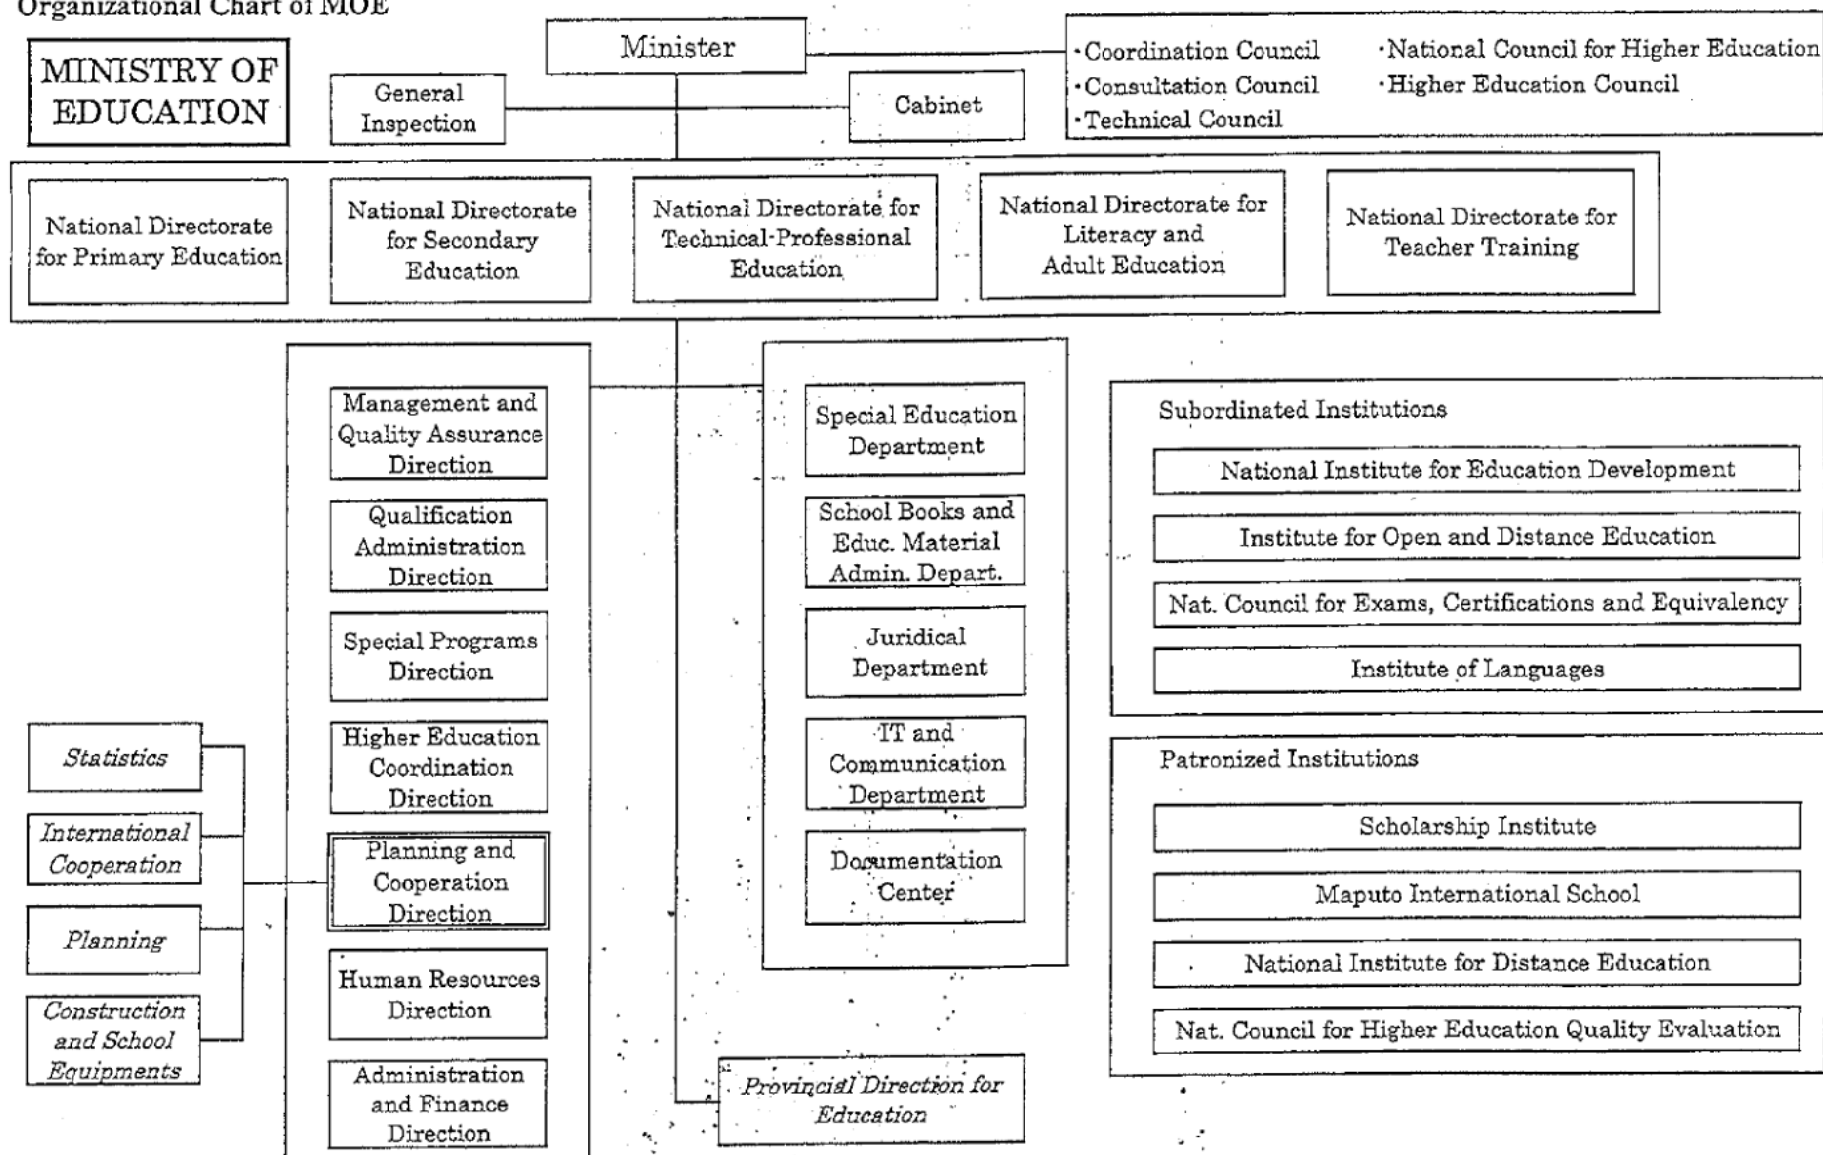 Organizational Chart of MOE
MINISTRY OF
EDUCATION
Minister
General
Inspection
Cabinet
·Coordination Council
·Consultation Council
·Technical Council
·National Council for Higher Education
·Higher Education Council
National Directorate
for Primary Education
National Directorate
for Secondary
Education
National Directorate for
Technical-Professional
Education
National Directorate for
Literacy and
Adult Education
National Directorate for
Teacher Training
Management and
Quality Assurance
Direction
Qualification
Administration
Direction
Special Programs
Direction
Higher Education
Coordination
Direction
Planning and
Cooperation
Direction
Human Resources
Direction
Administration
and Finance
Direction
Statistics
International
Cooperation
Planning
Construction
and School
Equipments
Special Education
Department
School Books and
Educ. Material
Admin. Depart.
Juridical
Department
IT and
Communication
Department
Documentation
Center
Provincial Direction for
Education
Subordinated Institutions
National Institute for Education Development
Institute for Open and Distance Education
Nat. Council for Exams, Certifications and Equivalency
Institute of Languages
Patronized Institutions
Scholarship Institute
Maputo International School
National Institute for Distance Education
Nat. Council for Higher Education Quality Evaluation